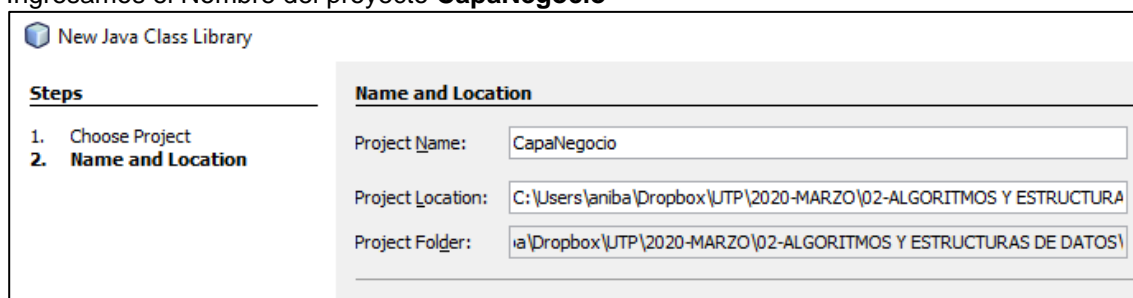 Ingresamos el Nombre del proyecto CapaNegocio
New Java Class Library
Steps
1. Choose Project
2. Name and Location
Name and Location
Project Name: CapaNegocio
Project Location: C:\Users\aniba\Dropbox\UTP\2020-MARZO\02-ALGORITMOS Y ESTRUCTURA
Project Folder: a\Dropbox\UTP\2020-MARZO\02-ALGORITMOS Y ESTRUCTURAS DE DATOS\